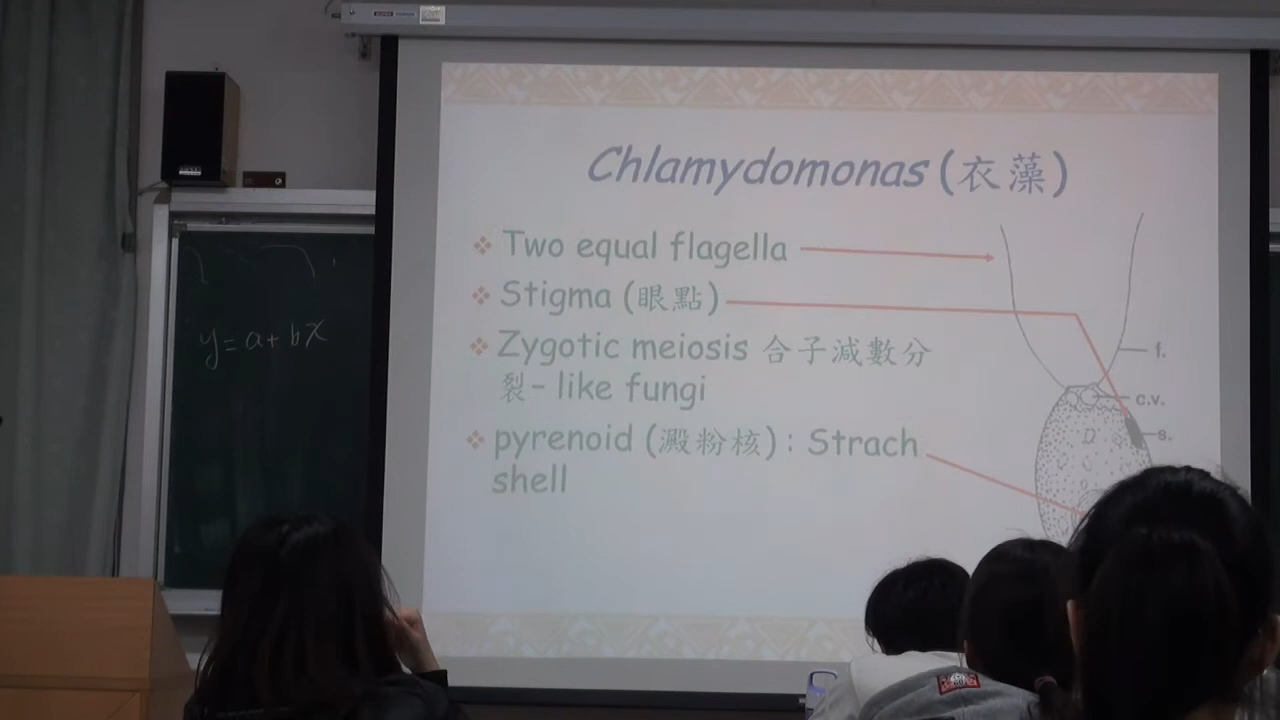 Chlamydomonas (衣藻)
Two equal flagella
Stigma (眼點)
Zygotic meiosis 合子減數分
裂- like fungi
pyrenoid (澱粉核) : Strach
shell
f.
c.v.
s.
y=a+bx